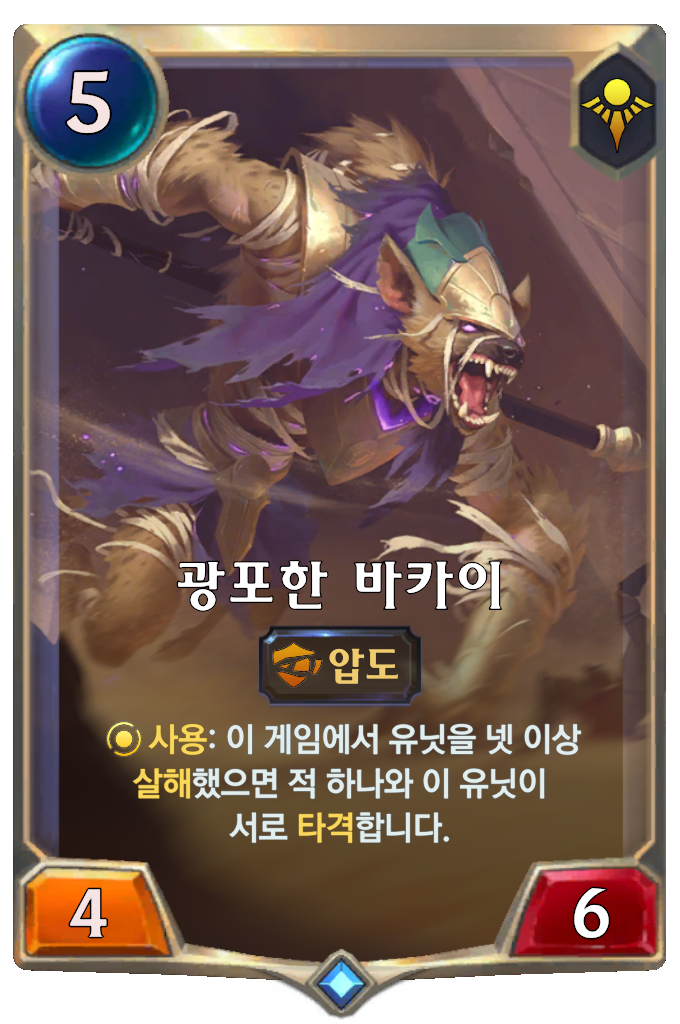 5
광포한 바카이
압도
사용: 이 게임에서 유닛을 넷 이상
살해했으면 적 하나와 이 유닛이
서로 타격합니다.
4
6